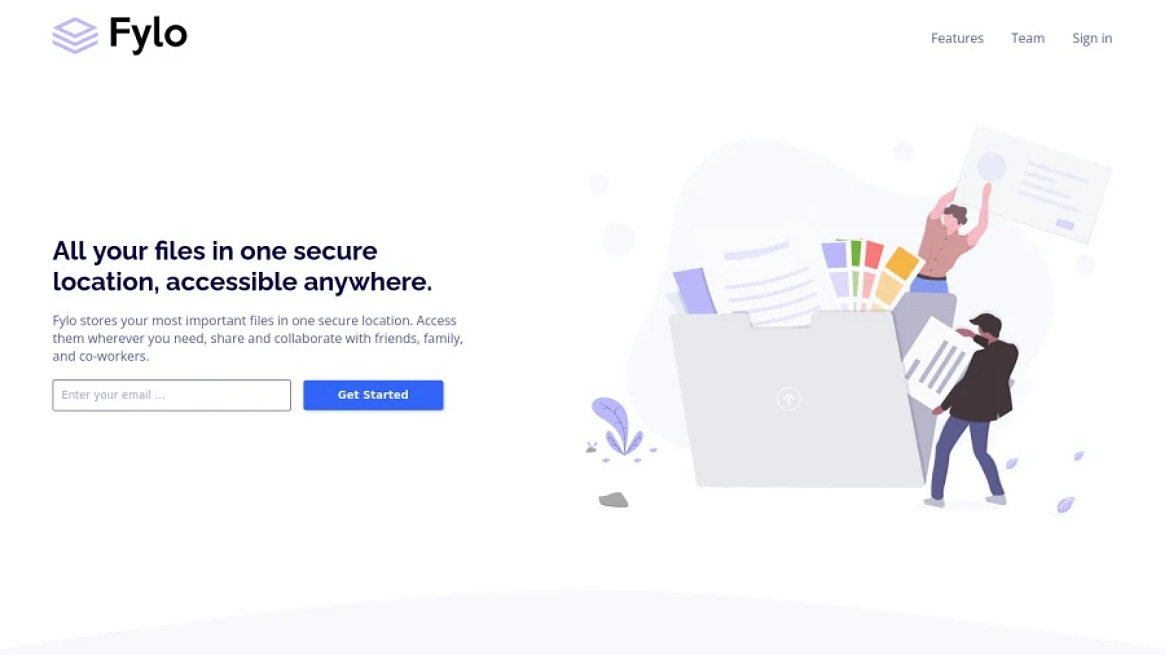 Fylo
Features
Team
Sign in
All your files in one secure
location, accessible anywhere.
Fylo stores your most important files in one secure location. Access
them wherever you need, share and collaborate with friends, family,
and co-workers.
Enter your email ...
Get Started